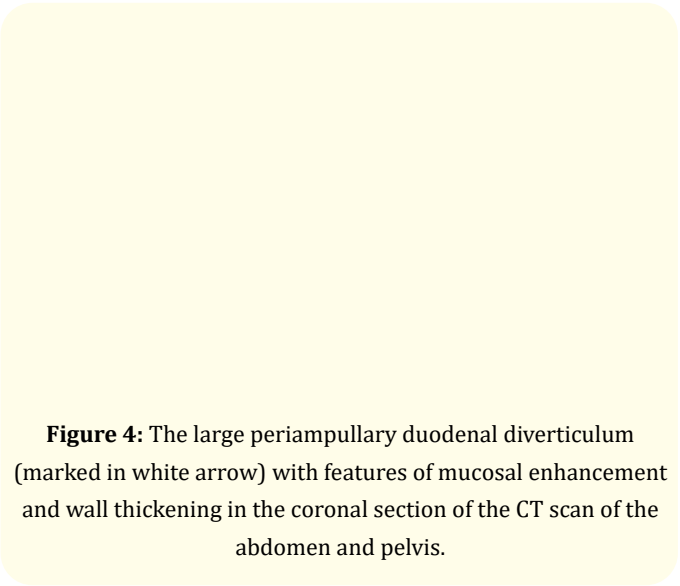 Figure 4: The large periampullary duodenal diverticulum
(marked in white arrow) with features of mucosal enhancement
and wall thickening in the coronal section of the CT scan of the
abdomen and pelvis.